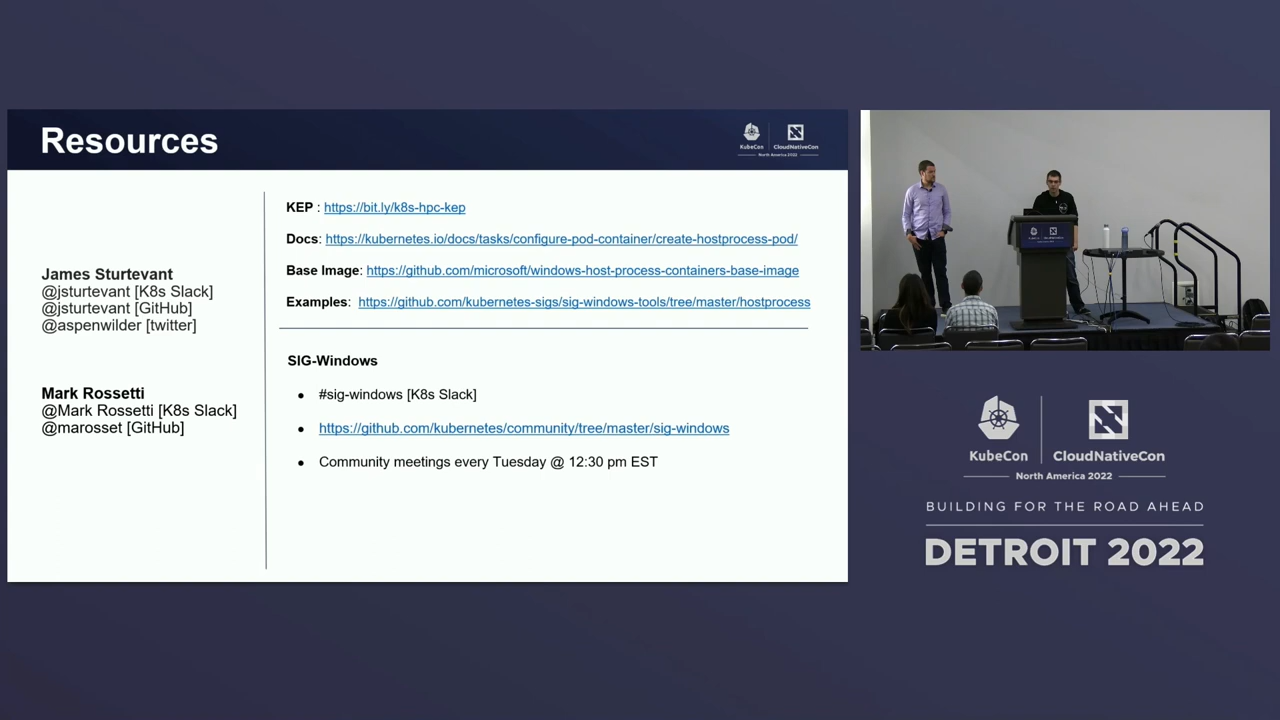 Resources
KubeCon
CloudNativeCon
North America 2022
James Sturtevant
@jsturtevant [K8s Slack]
@jsturtevant [GitHub]
@aspenwilder [twitter]
Mark Rossetti
@Mark Rossetti [K8s Slack]
@marosset [GitHub]
KEP : https://bit.ly/k8s-hpc-kep
Docs: https://kubernetes.io/docs/tasks/configure-pod-container/create-hostprocess-pod/
Base Image: https://github.com/microsoft/windows-host-process-containers-base-image
Examples: https://github.com/kubernetes-sigs/sig-windows-tools/tree/master/hostprocess
SIG-Windows
● #sig-windows [K8s Slack]
● https://github.com/kubernetes/community/tree/master/sig-windows
● Community meetings every Tuesday @ 12:30 pm EST
KubeCon
CloudNativeCon
North America 2022
BUILDING FOR THE ROAD AHEAD
DETROIT 2022